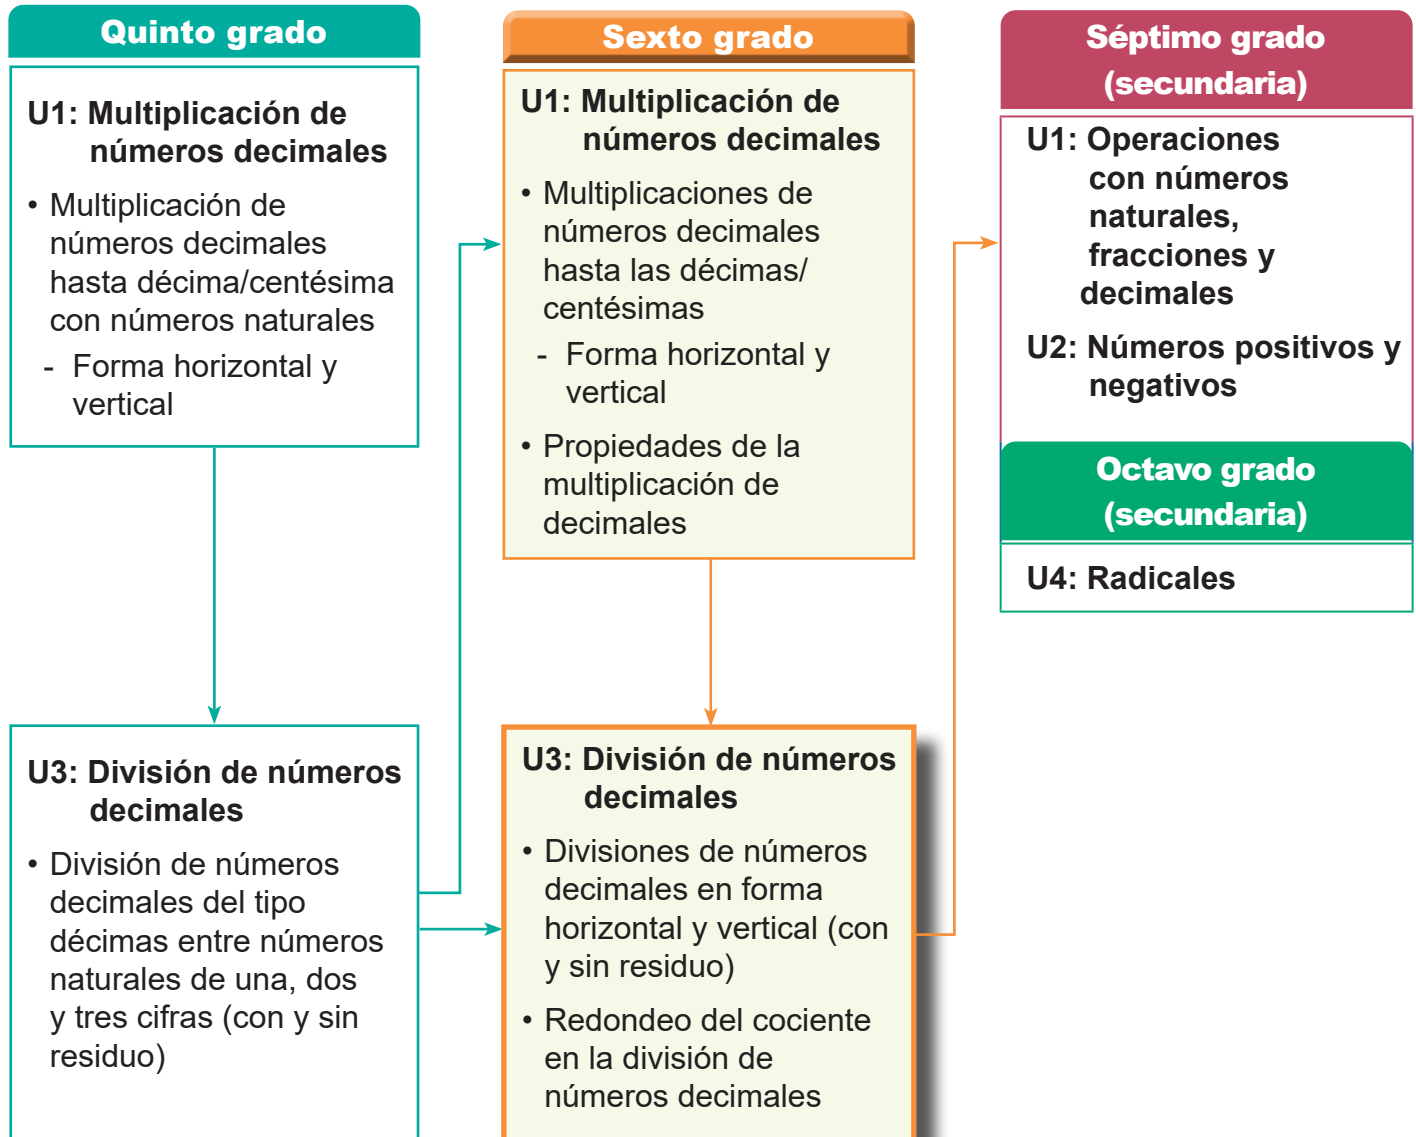 Quinto grado
U1: Multiplicación de
números decimales
• Multiplicación de
números decimales
hasta décima/centésima
con números naturales
- Forma horizontal y
vertical
U3: División de números
decimales
• División de números
decimales del tipo
décimas entre números
naturales de una, dos
y tres cifras (con y sin
residuo)
Sexto grado
U1: Multiplicación de
números decimales
• Multiplicaciones de
números decimales
hasta las décimas/
centésimas
- Forma horizontal y
vertical
• Propiedades de la
multiplicación de
decimales
U3: División de números
decimales
• Divisiones de números
decimales en forma
horizontal y vertical (con
y sin residuo)
• Redondeo del cociente
en la división de
números decimales
Séptimo grado
(secundaria)
U1: Operaciones
con números
naturales,
fracciones y
decimales
U2: Números positivos y
negativos
Octavo grado
(secundaria)
U4: Radicales